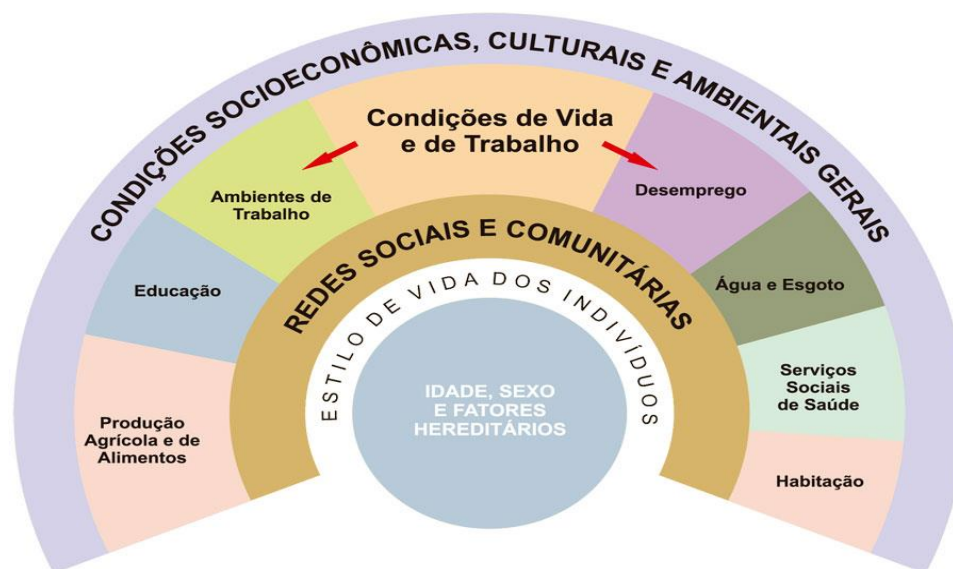 CONDIÇÕES SOCIOECONÔMICAS, CULTURAIS E AMBIENTAIS GERAIS
Condições de Vida
e de Trabalho
Ambientes de
Trabalho
Desemprego
Educação
Água e Esgoto
Produção
Agrícola e de
Alimentos
Serviços
Sociais
de Saúde
Habitação
REDES SOCIAIS E COMUNITÁRIAS
ESTILO DE VIDA DOS INDIVÍDUOS
IDADE, SEXO
E FATORES
HEREDITÁRIOS